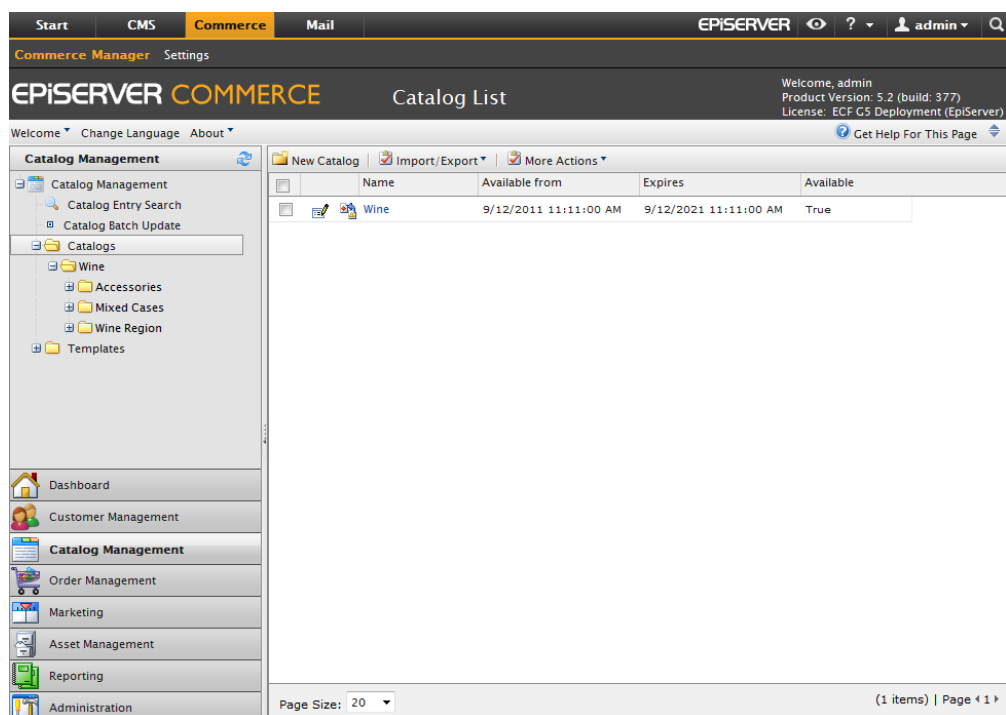 Start CMS Commerce Mail EPiSERVER ? admin
Commerce Manager Settings
EPiSERVER COMMERCE Catalog List
Welcome, admin
Product Version: 5.2 (build: 377)
License: ECF G5 Deployment (EpiServer)
Welcome Change Language About Get Help For This Page
Catalog Management
New Catalog Import/Export More Actions
Catalog Management
Catalog Entry Search
Catalog Batch Update
Catalogs
Wine
Accessories
Mixed Cases
Wine Region
Templates
Name Available from Expires Available
Wine 9/12/2011 11:11:00 AM 9/12/2021 11:11:00 AM True
Dashboard
Customer Management
Catalog Management
Order Management
Marketing
Asset Management
Reporting
Administration
Page Size: 20 (1 items) | Page 1